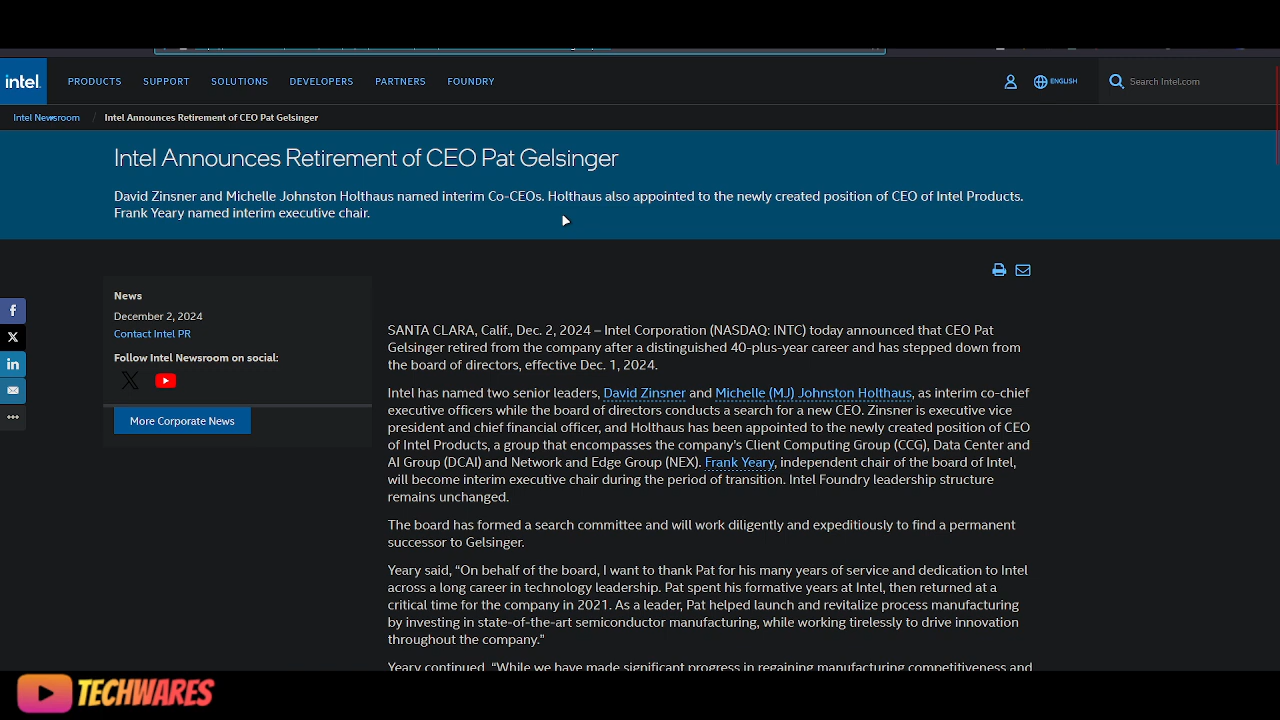 intel.
PRODUCTS SUPPORT SOLUTIONS DEVELOPERS PARTNERS FOUNDRY
ENGLISH
Search Intel.com
Intel Newsroom / Intel Announces Retirement of CEO Pat Gelsinger
Intel Announces Retirement of CEO Pat Gelsinger
David Zinsner and Michelle Johnston Holthaus named interim Co-CEOs. Holthaus also appointed to the newly created position of CEO of Intel Products.
Frank Yeary named interim executive chair.
News
December 2, 2024
Contact Intel PR
Follow Intel Newsroom on social:
More Corporate News
SANTA CLARA, Calif., Dec. 2, 2024 – Intel Corporation (NASDAQ: INTC) today announced that CEO Pat
Gelsinger retired from the company after a distinguished 40-plus-year career and has stepped down from
the board of directors, effective Dec. 1, 2024.
Intel has named two senior leaders, David Zinsner and Michelle (MJ) Johnston Holthaus, as interim co-chief
executive officers while the board of directors conducts a search for a new CEO. Zinsner is executive vice
president and chief financial officer, and Holthaus has been appointed to the newly created position of CEO
of Intel Products, a group that encompasses the company's Client Computing Group (CCG), Data Center and
AI Group (DCAI) and Network and Edge Group (NEX). Frank Yeary, independent chair of the board of Intel,
will become interim executive chair during the period of transition. Intel Foundry leadership structure
remains unchanged.
The board has formed a search committee and will work diligently and expeditiously to find a permanent
successor to Gelsinger.
Yeary said, “On behalf of the board, I want to thank Pat for his many years of service and dedication to Intel
across a long career in technology leadership. Pat spent his formative years at Intel, then returned at a
critical time for the company in 2021. As a leader, Pat helped launch and revitalize process manufacturing
by investing in state-of-the-art semiconductor manufacturing, while working tirelessly to drive innovation
throughout the company.”
Yeary continued, “While we have made significant progress in regaining manufacturing competitiveness and
TECHWARES